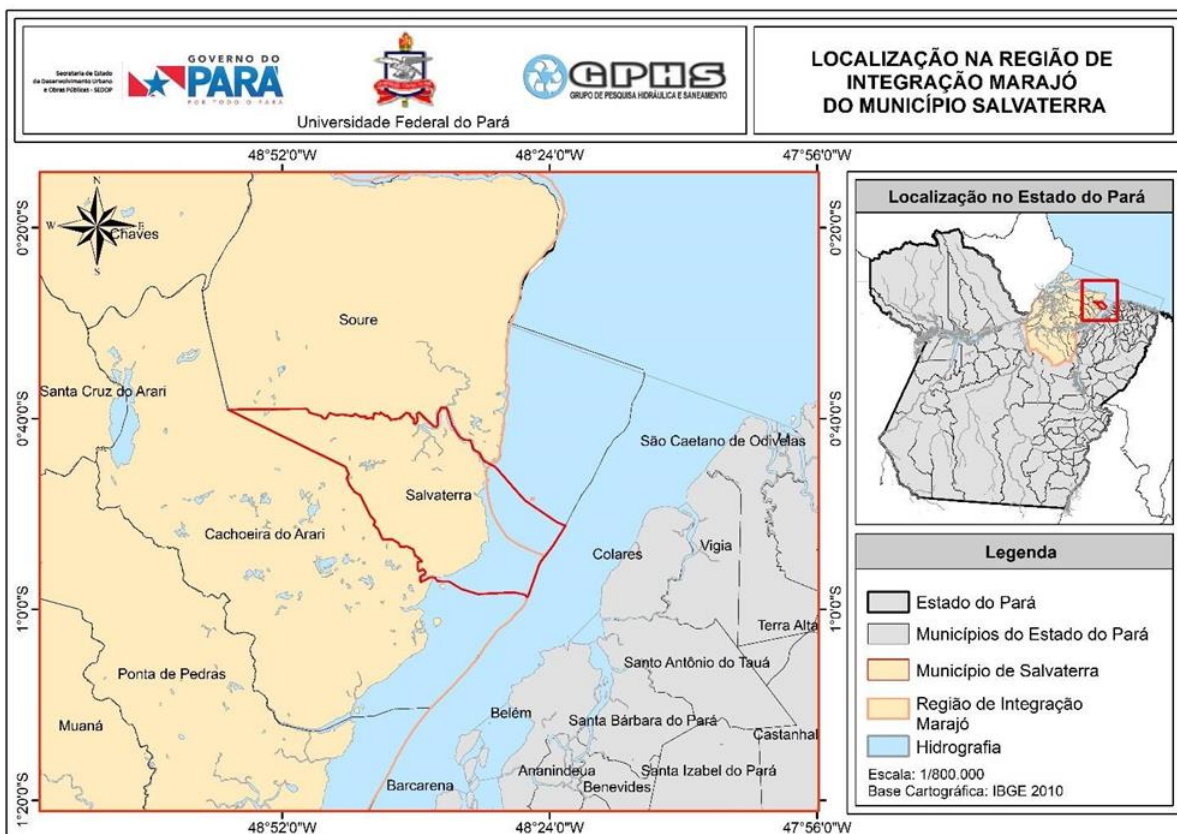 Secretaria de Estado
de Desenvolvimento Urbano
e Obras Públicas - SEDOP
GOVERNO DO
PARÁ
POR TODO O PARÁ
Universidade Federal do Pará
GPHS
GRUPO DE PESQUISA HIDRÁULICA E SANEAMENTO
LOCALIZAÇÃO NA REGIÃO DE
INTEGRAÇÃO MARAJÓ
DO MUNICÍPIO SALVATERRA
48°52'0"W
48°24'0"W
47°56'0"W
0°20'0"S
0°40'0"S
1°0'0"S
1°20'0"S
N
W
E
S
Chaves
Soure
Santa Cruz do Arari
São Caetano de Odivelas
Salvaterra
Cachoeira do Arari
Colares
Vigia
Terra Alta
Ponta de Pedras
Santo Antônio do Tauá
Muaná
Belém
Santa Bárbara do Pará
Castanhal
Ananindeua
Santa Izabel do Pará
Barcarena
Benevides
48°52'0"W
48°24'0"W
47°56'0"W
0°20'0"S
0°40'0"S
1°0'0"S
1°20'0"S
Localização no Estado do Pará
Legenda
Estado do Pará
Municípios do Estado do Pará
Município de Salvaterra
Região de Integração
Marajó
Hidrografia
Escala: 1/800.000
Base Cartográfica: IBGE 2010